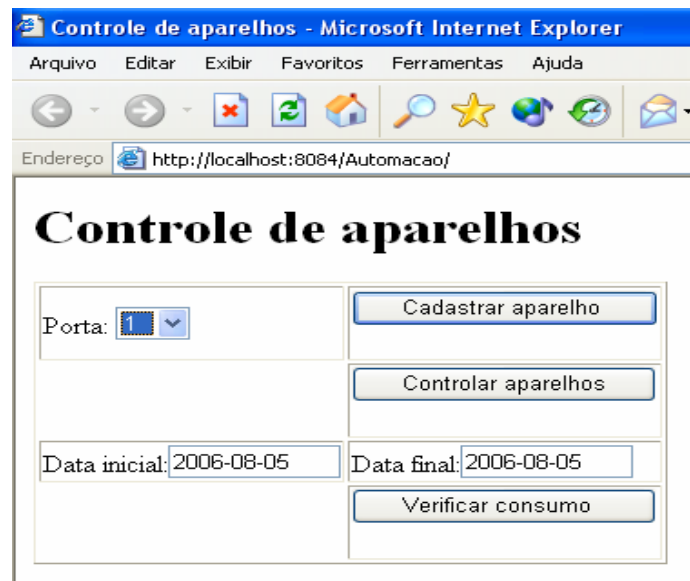 Controle de aparelhos - Microsoft Internet Explorer
Arquivo Editar Exibir Favoritos Ferramentas Ajuda
Endereço http://localhost:8084/Automacao/
Controle de aparelhos
Porta: 1 Cadastrar aparelho
Controlar aparelhos
Data inicial: 2006-08-05 Data final: 2006-08-05
Verificar consumo